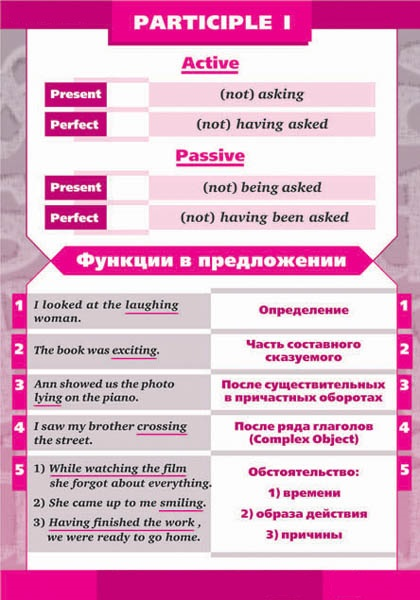 PARTICIPLE I
Active
Present (not) asking
Perfect (not) having asked
Passive
Present (not) being asked
Perfect (not) having been asked
Функции в предложении
1 I looked at the laughing Определение 1
woman.
2 The book was exciting. Часть составного 2
сказуемого
3 Ann showed us the photo После существительных 3
lying on the piano. в причастных оборотах
4 I saw my brother crossing После ряда глаголов 4
the street. (Complex Object)
5 1) While watching the film Обстоятельство: 5
she forgot about everything. 1) времени
2) She came up to me smiling. 2) образа действия
3) Having finished the work , 3) причины
we were ready to go home.